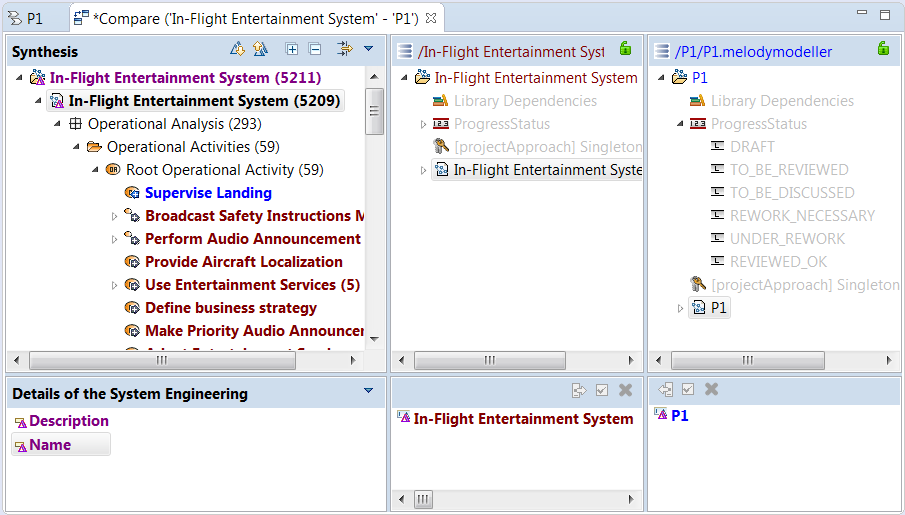 P1
*Compare ('In-Flight Entertainment System' - 'P1')
Synthesis
In-Flight Entertainment System (5211)
In-Flight Entertainment System (5209)
Operational Analysis (293)
Operational Activities (59)
Root Operational Activity (59)
Supervise Landing
Broadcast Safety Instructions M
Perform Audio Announcement
Provide Aircraft Localization
Use Entertainment Services (5)
Define business strategy
Make Priority Audio Announcer
/In-Flight Entertainment Syst
In-Flight Entertainment System
Library Dependencies
ProgressStatus
[projectApproach] Singleton
In-Flight Entertainment Syste
/P1/P1.melodymodeller
P1
Library Dependencies
ProgressStatus
DRAFT
TO_BE_REVIEWED
TO_BE_DISCUSSED
REWORK_NECESSARY
UNDER_REWORK
REVIEWED_OK
[projectApproach] Singleton
P1
Details of the System Engineering
Description
Name
In-Flight Entertainment System
P1